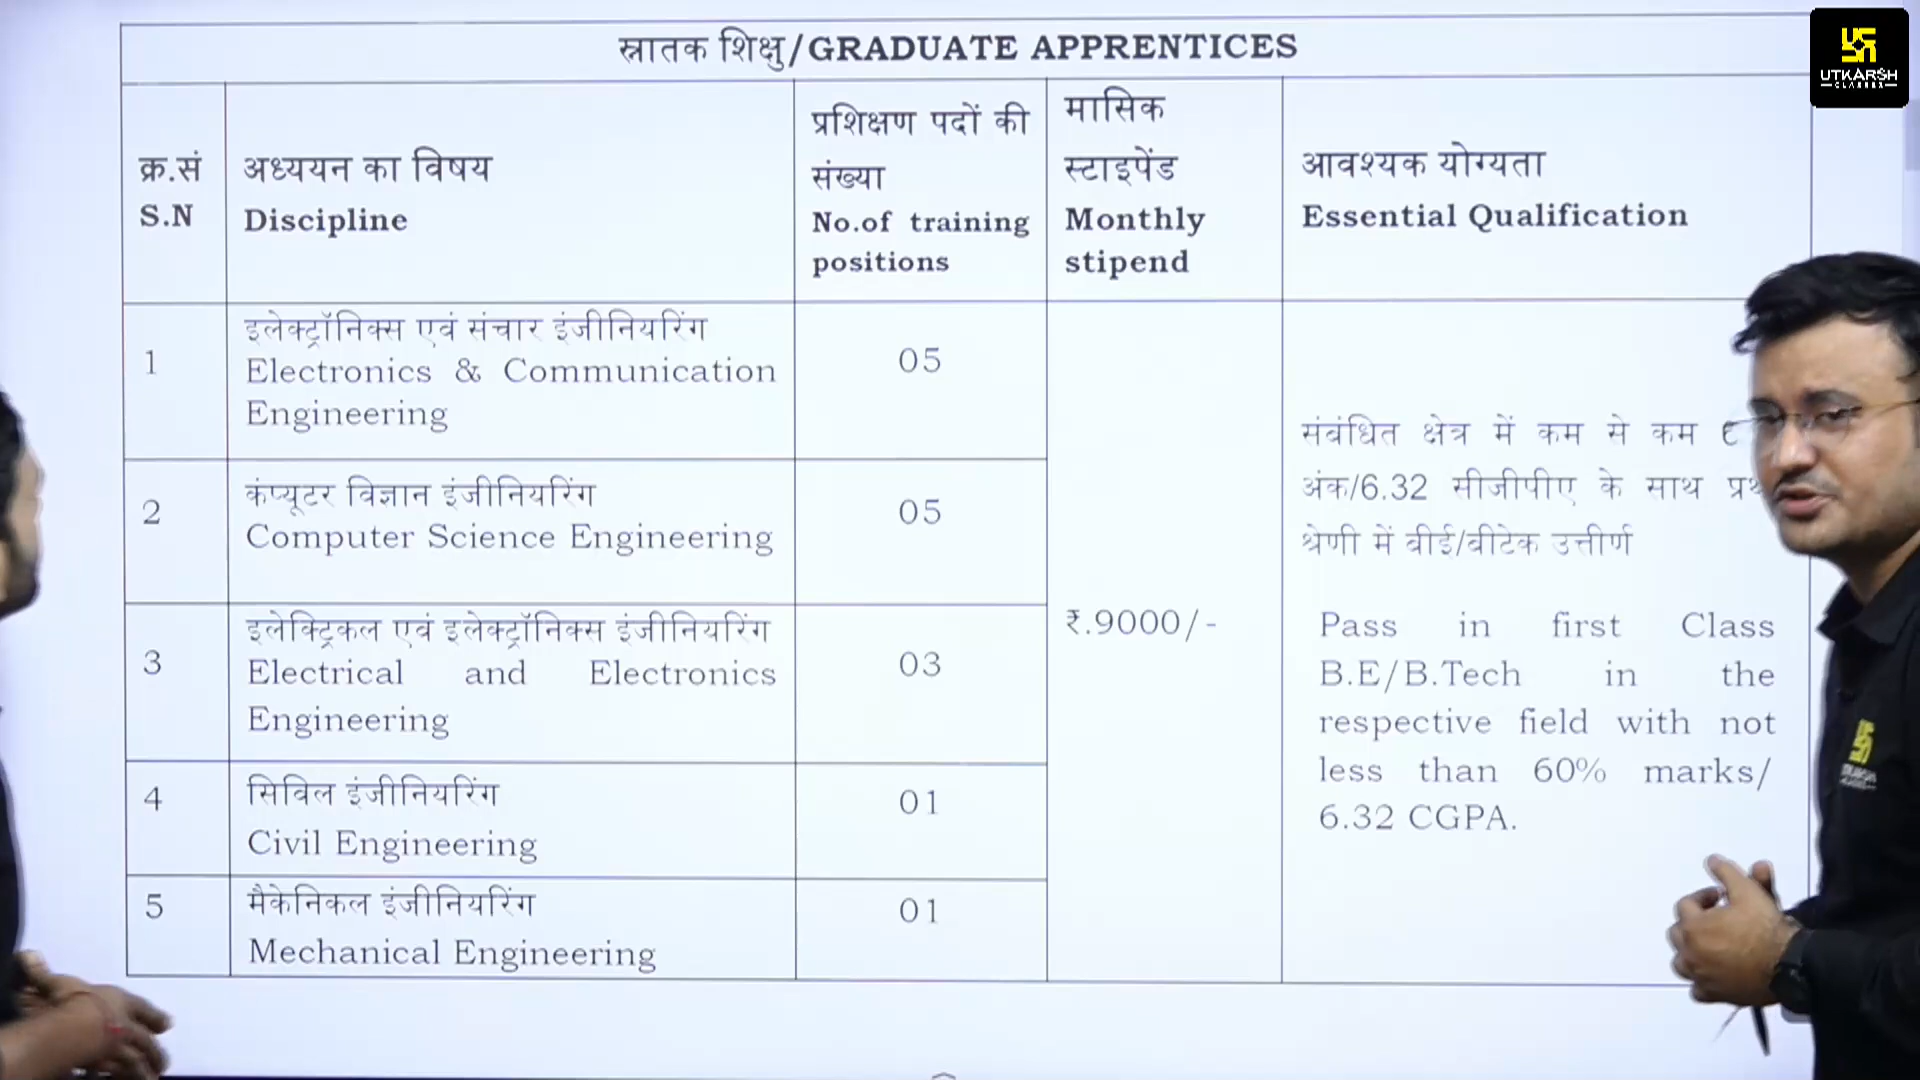 स्नातक शिक्षु/GRADUATE APPRENTICES
UTKARSH
CLASSES
क्र.सं
S.N
अध्ययन का विषय
Discipline
प्रशिक्षण पदों की
संख्या
No.of training
positions
मासिक
स्टाइपेंड
Monthly
stipend
आवश्यक योग्यता
Essential Qualification
1
इलेक्ट्रॉनिक्स एवं संचार इंजीनियरिंग
Electronics & Communication
Engineering
05
2
कंप्यूटर विज्ञान इंजीनियरिंग
Computer Science Engineering
05
3
इलेक्ट्रिकल एवं इलेक्ट्रॉनिक्स इंजीनियरिंग
Electrical and Electronics
Engineering
03
4
सिविल इंजीनियरिंग
Civil Engineering
01
5
मैकेनिकल इंजीनियरिंग
Mechanical Engineering
01
₹.9000/-
संबंधित क्षेत्र में कम से कम
अंक/6.32 सीजीपीए के साथ
श्रेणी में बीई/बीटेक उत्तीर्ण
Pass in first Class
B.E/B.Tech in the
respective field with not
less than 60% marks/
6.32 CGPA.